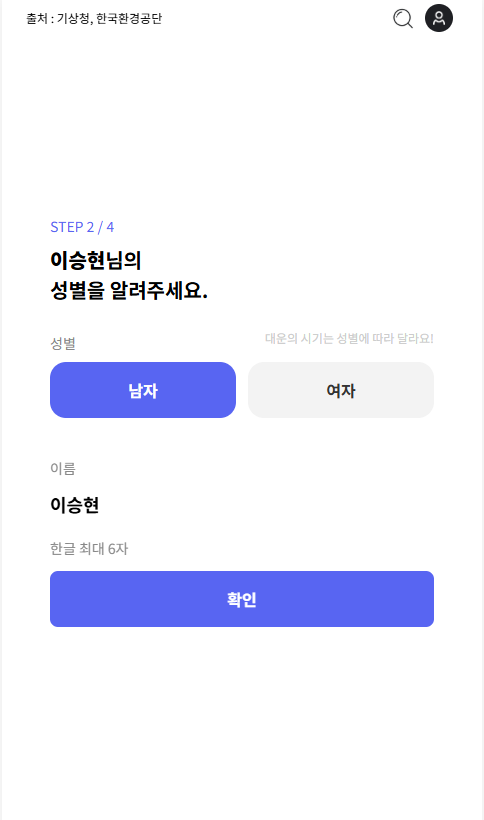 출처 : 기상청, 한국환경공단
STEP 2 / 4
이승현님의
성별을 알려주세요.
성별
대운의 시기는 성별에 따라 달라요!
남자
여자
이름
이승현
한글 최대 6자
확인